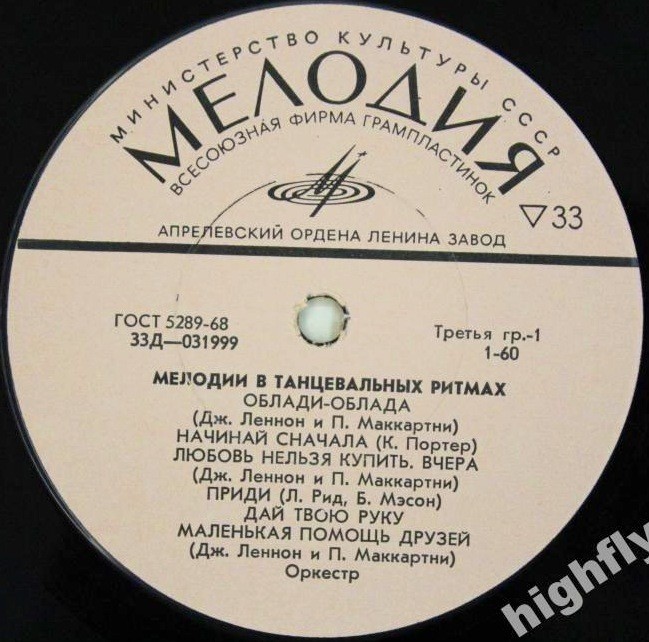 МИНИСТЕРСТВО КУЛЬТУРЫ СССР
МЕЛОДИЯ
ВСЕСОЮЗНАЯ ФИРМА ГРАМПЛАСТИНОК
АПРЕЛЕВСКИЙ ОРДЕНА ЛЕНИНА ЗАВОД
▽33
ГОСТ 5289-68
33Д—031999
Третья гр.-1
1-60
МЕЛОДИИ В ТАНЦЕВАЛЬНЫХ РИТМАХ
ОБЛАДИ-ОБЛАДА
(Дж. Леннон и П. Маккартни)
НАЧИНАЙ СНАЧАЛА (К. Портер)
ЛЮБОВЬ НЕЛЬЗЯ КУПИТЬ. ВЧЕРА
(Дж. Леннон и П. Маккартни)
ПРИДИ (Л. Рид, Б. Мэсон)
ДАЙ ТВОЮ РУКУ
МАЛЕНЬКАЯ ПОМОЩЬ ДРУЗЕЙ
(Дж. Леннон и П. Маккартни)
Оркестр
highfly